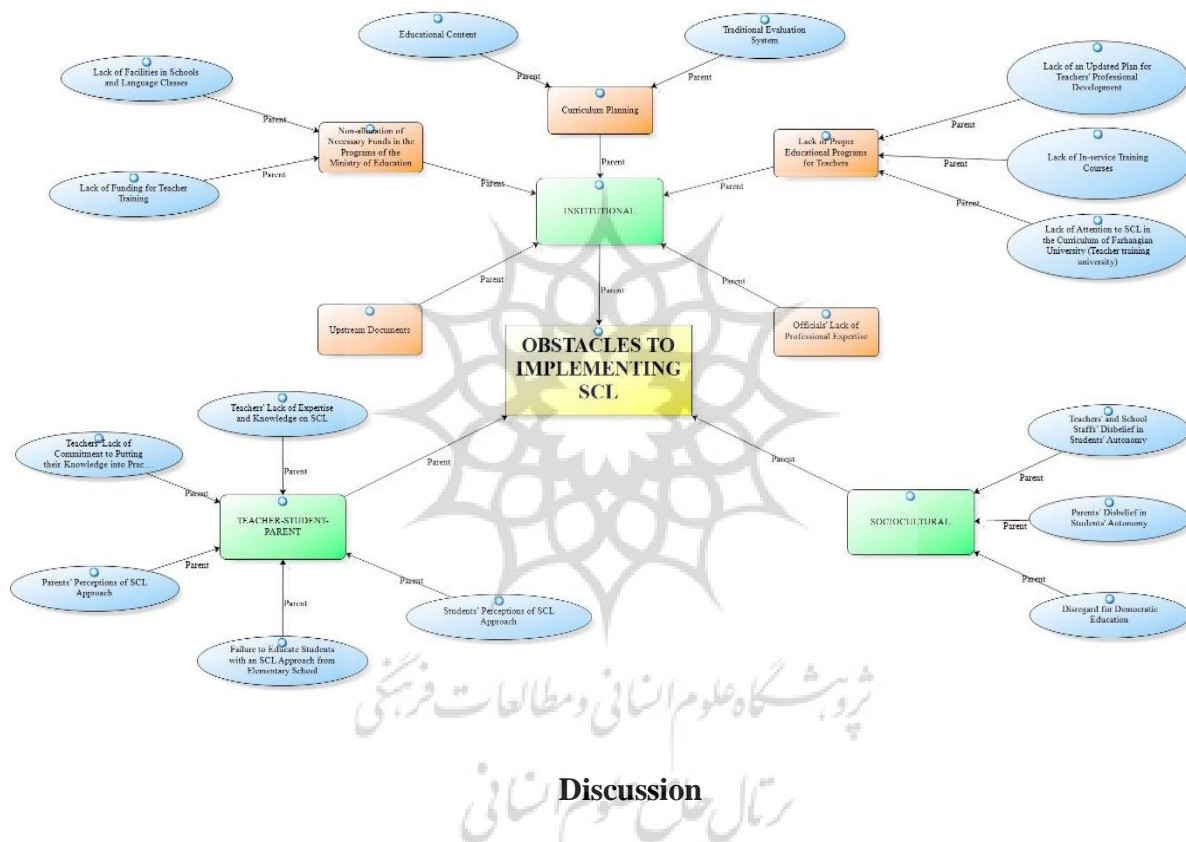 Educational Content
Traditional Evaluation
System
Lack of Facilities in Schools
and Language Classes
Parent
Parent
Lack of an Updated Plan for
Teachers' Professional
Development
Parent
Curriculum Planning
Parent
Non-allocation of
Necessary Funds in the
Programs of the
Ministry of Education
Lack of Proper
Educational Programs
for Teachers
Parent
Lack of In-service Training
Courses
Parent
Lack of Funding for Teacher
Training
Parent
Parent
Parent
Parent
Parent
INSTITUTIONAL
Lack of Attention to SCL in
the Curriculum of Farhangian
University (Teacher training
university)
Parent
Parent
Parent
Upstream Documents
Officials' Lack of
Professional Expertise
OBSTACLES TO
IMPLEMENTING
SCL
Teachers' Lack of Expertise
and Knowledge on SCL
Teachers' Lack of
Commitment to Putting
their Knowledge into Prac...
Parent
Parent
Parent
TEACHER-STUDENT-
PARENT
Parent
Parents' Perceptions of SCL
Approach
Parent
Parent
Students' Perceptions of SCL
Approach
Failure to Educate Students
with an SCL Approach from
Elementary School
Teachers' and School
Staffs' Disbelief in
Students' Autonomy
Parent
Parent
SOCIOCULTURAL
Parent
Parents' Disbelief in
Students' Autonomy
Parent
Disregard for Democratic
Education
پژوهشگاه علوم انسانی و مطالعات فرهنگی
Discussion
پرتال جامع علوم انسانی